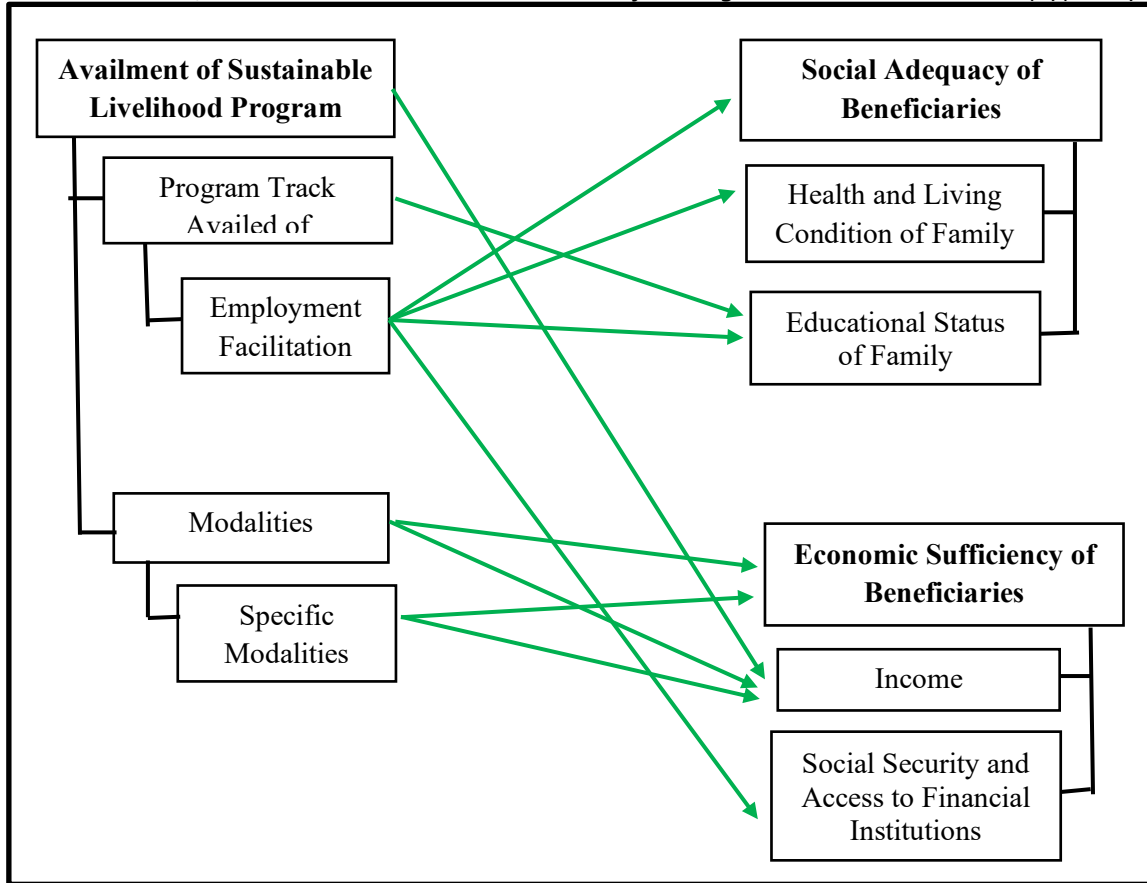 Availment of Sustainable
Livelihood Program
Program Track
Availed of
Employment
Facilitation
Modalities
Specific
Modalities
Social Adequacy of
Beneficiaries
Health and Living
Condition of Family
Educational Status
of Family
Economic Sufficiency of
Beneficiaries
Income
Social Security and
Access to Financial
Institutions